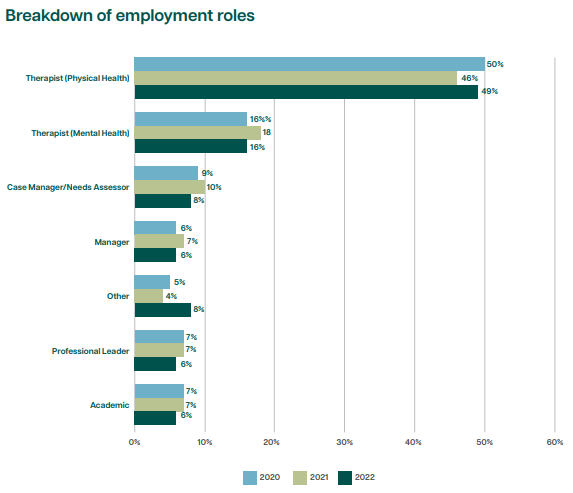 Breakdown of employment roles
Therapist (Physical Health)
50%
46%
49%
Therapist (Mental Health)
16%%
18
16%
Case Manager/Needs Assessor
9%
10%
8%
Manager
6%
7%
6%
Other
5%
4%
8%
Professional Leader
7%
7%
6%
Academic
7%
7%
6%
0% 10% 20% 30% 40% 50% 60%
2020 2021 2022